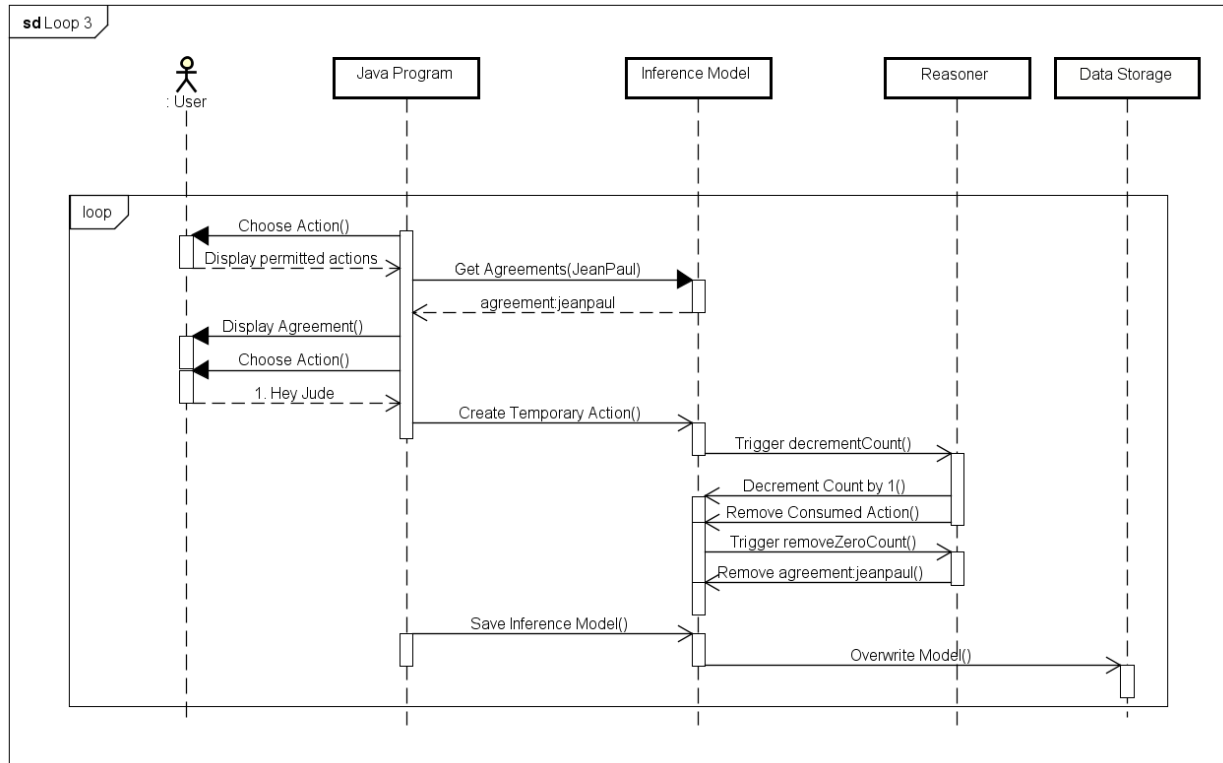 sd Loop 3
Java Program
Inference Model
Reasoner
Data Storage
: User
loop
Choose Action()
Display permitted actions
Get Agreements(JeanPaul)
agreement:jeanpaul
Display Agreement()
Choose Action()
1. Hey Jude
Create Temporary Action()
Trigger decrementCount()
Decrement Count by 1()
Remove Consumed Action()
Trigger removeZeroCount()
Remove agreement:jeanpaul()
Save Inference Model()
Overwrite Model()